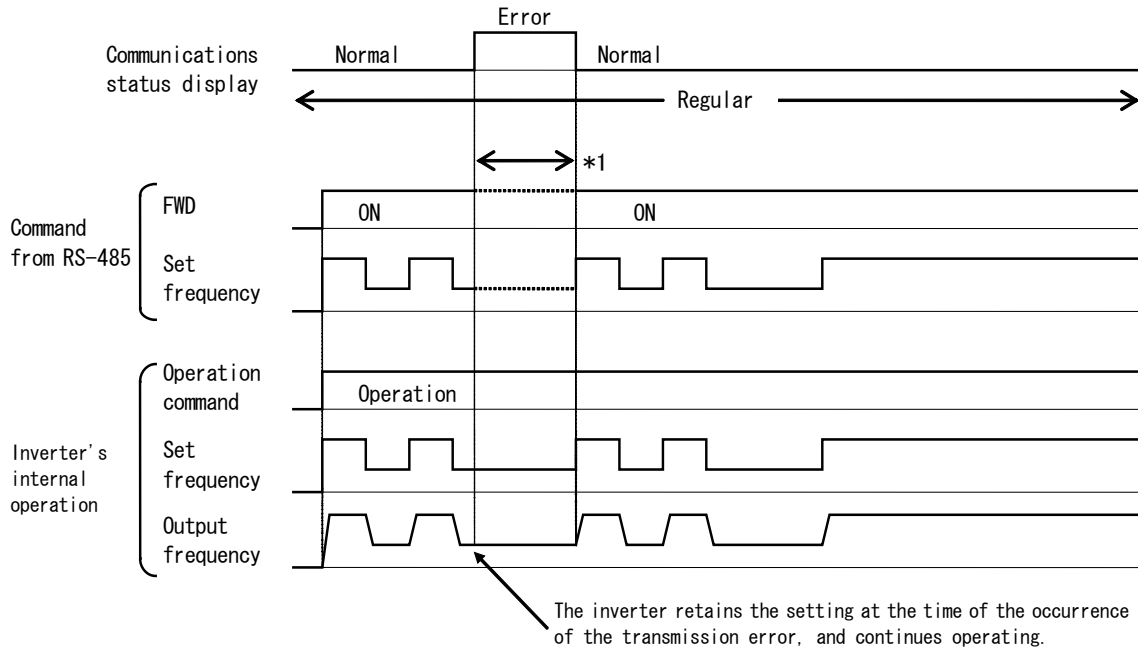 Error
Communications
status display
Normal
Normal
Regular
*1
Command
from RS-485
FWD
ON
ON
Set
frequency
Inverter's
internal
operation
Operation
command
Operation
Set
frequency
Output
frequency
The inverter retains the setting at the time of the occurrence
of the transmission error, and continues operating.